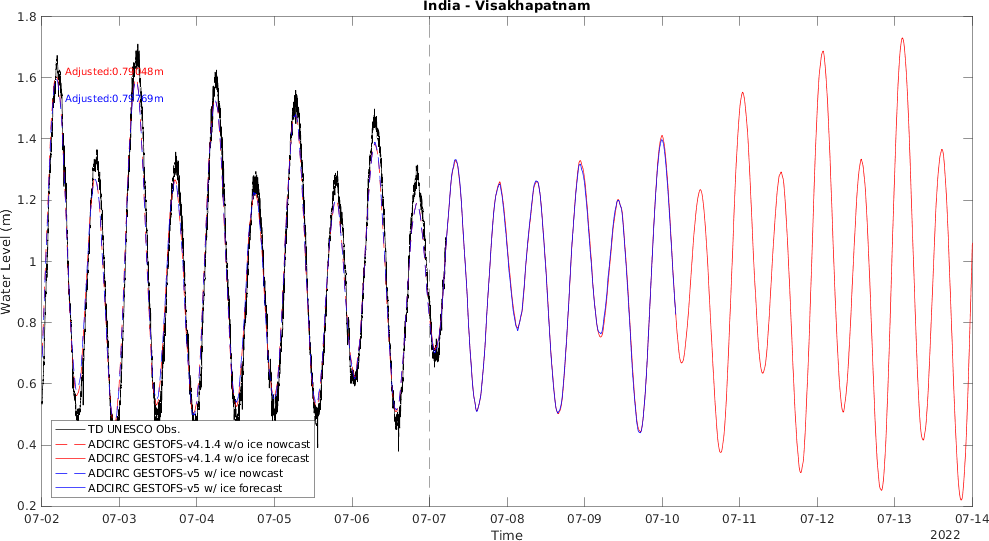 India - Visakhapatnam
1.8
1.6
1.4
1.2
1
0.8
0.6
0.4
0.2
Water Level (m)
Adjusted:0.79048m
Adjusted:0.79769m
TD UNESCO Obs.
ADCIRC GESTOFS-v4.1.4 w/o ice nowcast
ADCIRC GESTOFS-v4.1.4 w/o ice forecast
ADCIRC GESTOFS-v5 w/ ice nowcast
ADCIRC GESTOFS-v5 w/ ice forecast
07-02 07-03 07-04 07-05 07-06 07-07 07-08 07-09 07-10 07-11 07-12 07-13 07-14
Time
2022